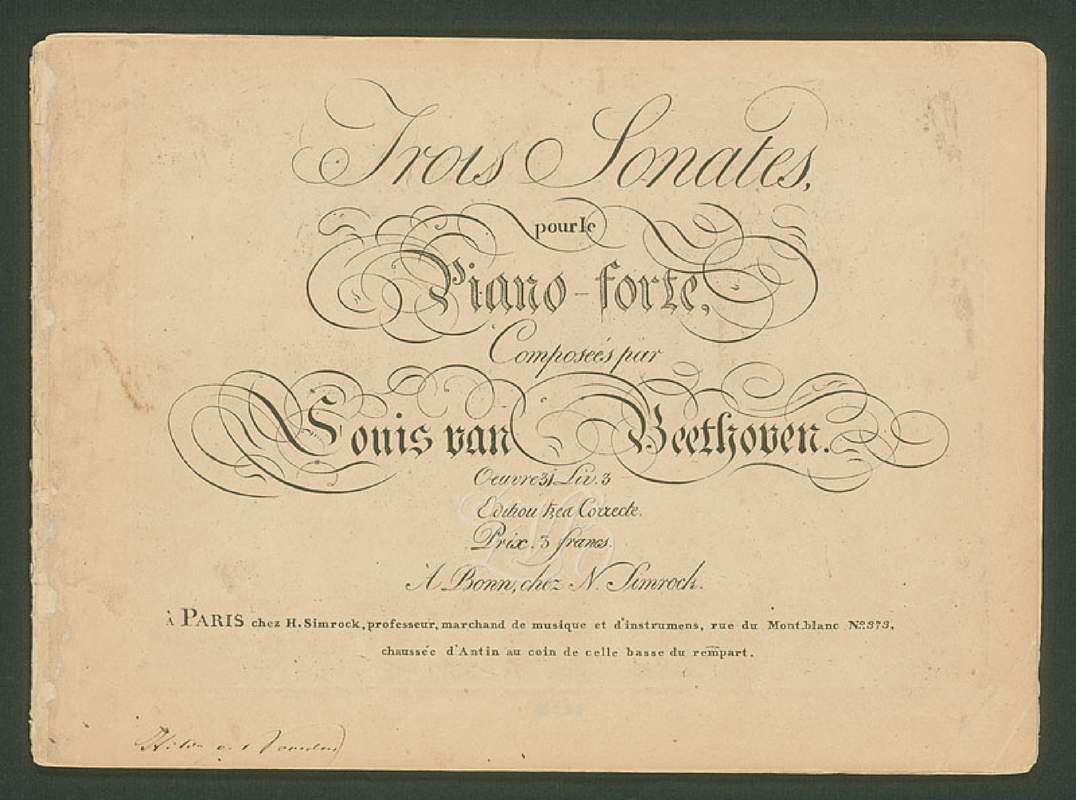 Trois Sonates,
pour le
Piano-forte,
Composées par
Louis van Beethoven.
Oeuvre 31 Liv. 3
Edition très Correcte.
Prix. 3 francs.
A Bonn, chez N. Simrock.
à PARIS chez H. Simrock, professeur, marchand de musique et d'instrumens, rue du Mont-blanc No. 373,
chaussée d'Antin au coin de celle basse du rempart.